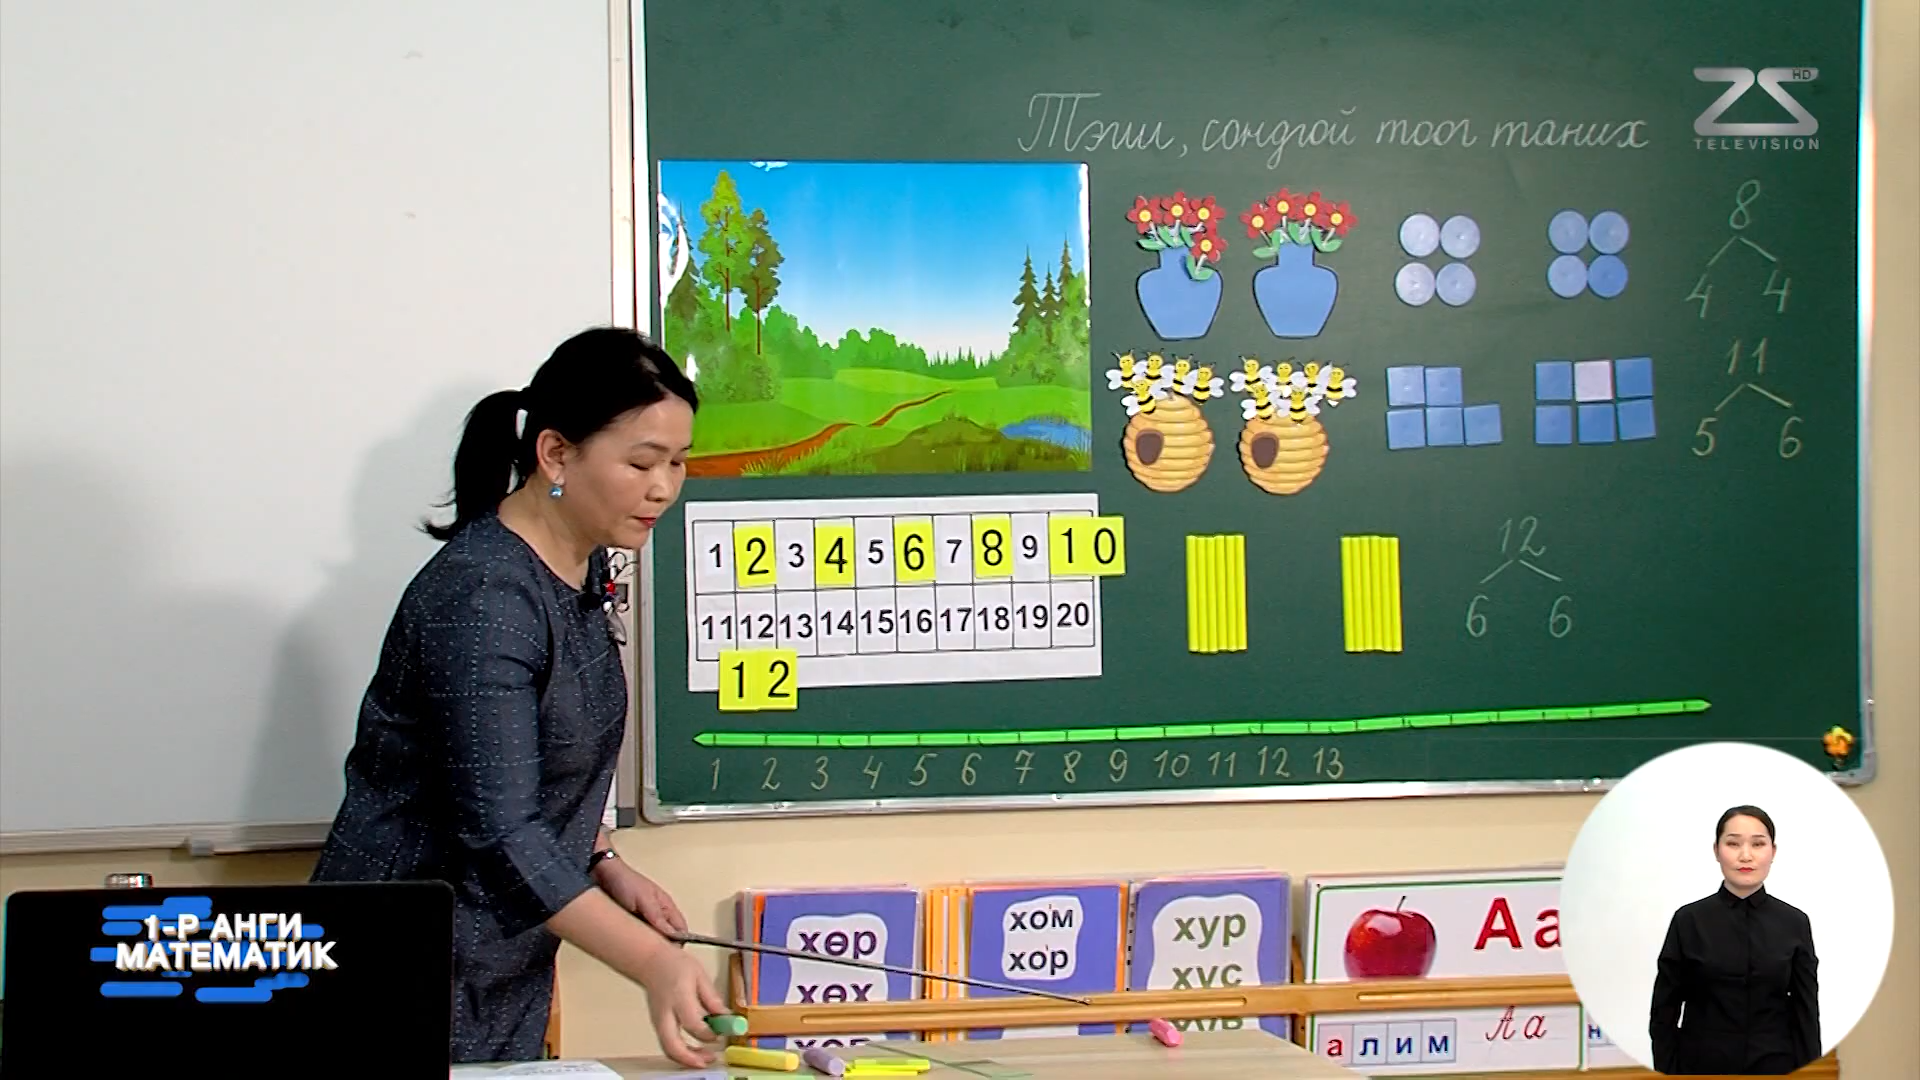 Тэгш, сондгой тоог таних
ZS HD
TELEVISION
8
4 4
11
5 6
1 2 3 4 5 6 7 8 9 10
11 12 13 14 15 16 17 18 19 20
12
12
6 6
1 2 3 4 5 6 7 8 9 10 11 12 13
1-Р АНГИ
МАТЕМАТИК
хөр
хөх
хом
хор
хур
хус
Аа
Аа
алим
н